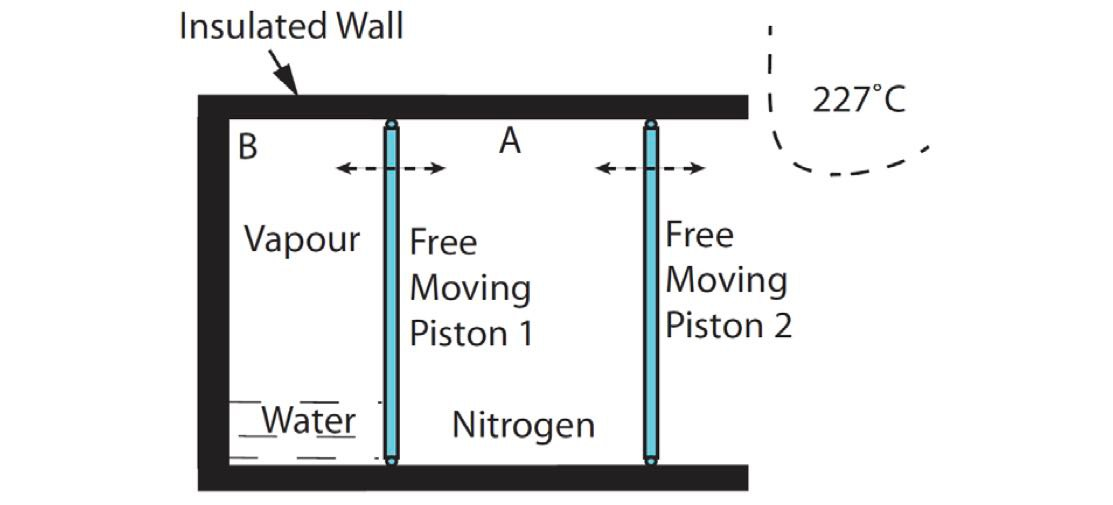 Insulated Wall
227˚C
B
A
Vapour
Free
Moving
Piston 1
Free
Moving
Piston 2
Water
Nitrogen